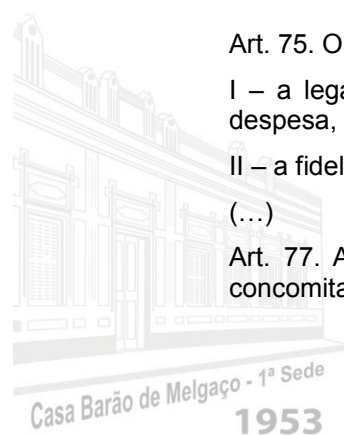 Art. 75. O
I – a lega
despesa,
II – a fidel
(…)
Art. 77. A
concomita
Casa Barão de Melgaço - 1ª Sede
1953